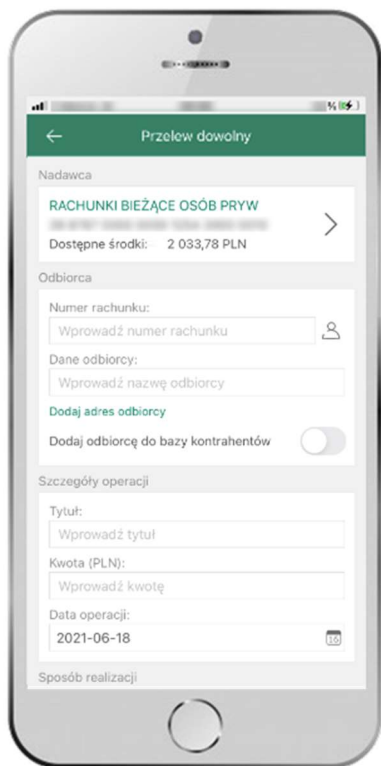 %
Przelew dowolny
Nadawca
RACHUNKI BIEŻĄCE OSÓB PRYW
Dostępne środki: 2 033,78 PLN
Odbiorca
Numer rachunku:
Wprowadź numer rachunku
Dane odbiorcy:
Wprowadź nazwę odbiorcy
Dodaj adres odbiorcy
Dodaj odbiorcę do bazy kontrahentów
Szczegóły operacji
Tytuł:
Wprowadź tytuł
Kwota (PLN):
Wprowadź kwotę
Data operacji:
2021-06-18
16
Sposób realizacji